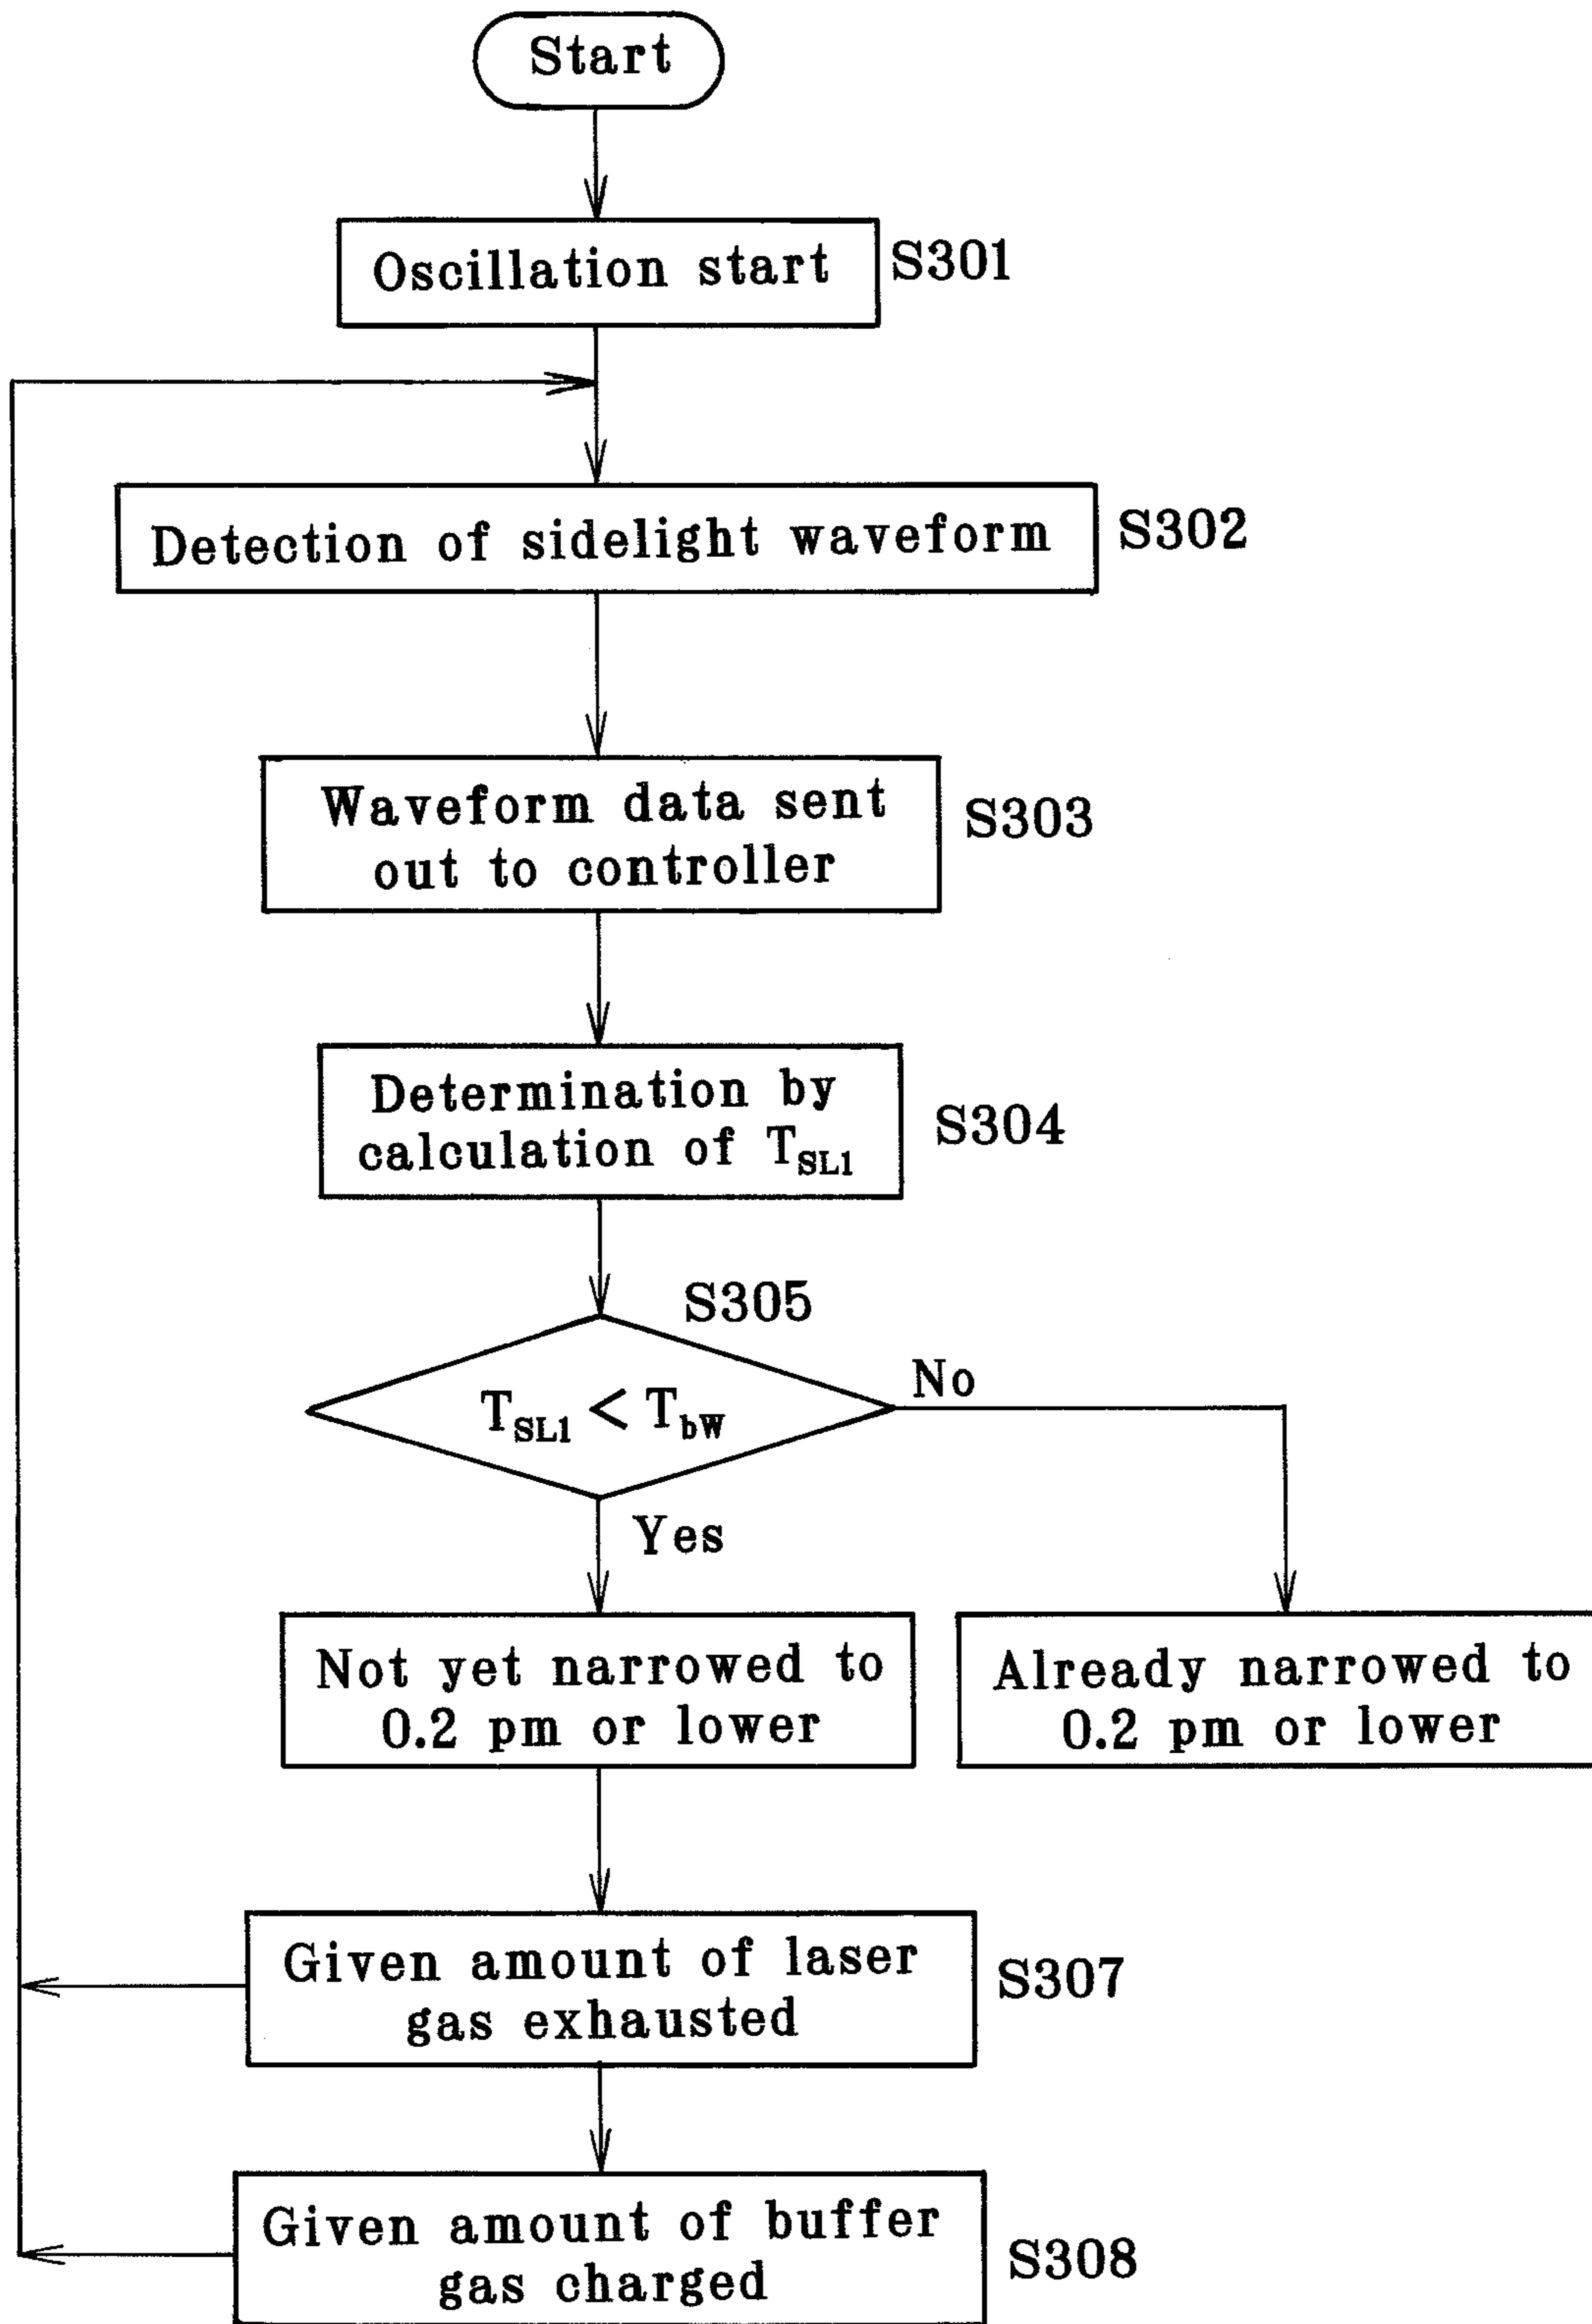 Start
Oscillation start
S301
Detection of sidelight waveform
S302
Waveform data sent
out to controller
S303
Determination by
calculation of T_SL1
S304
S305
T_SL1 < T_bW
No
Yes
Not yet narrowed to
0.2 pm or lower
Already narrowed to
0.2 pm or lower
Given amount of laser
gas exhausted
S307
Given amount of buffer
gas charged
S308